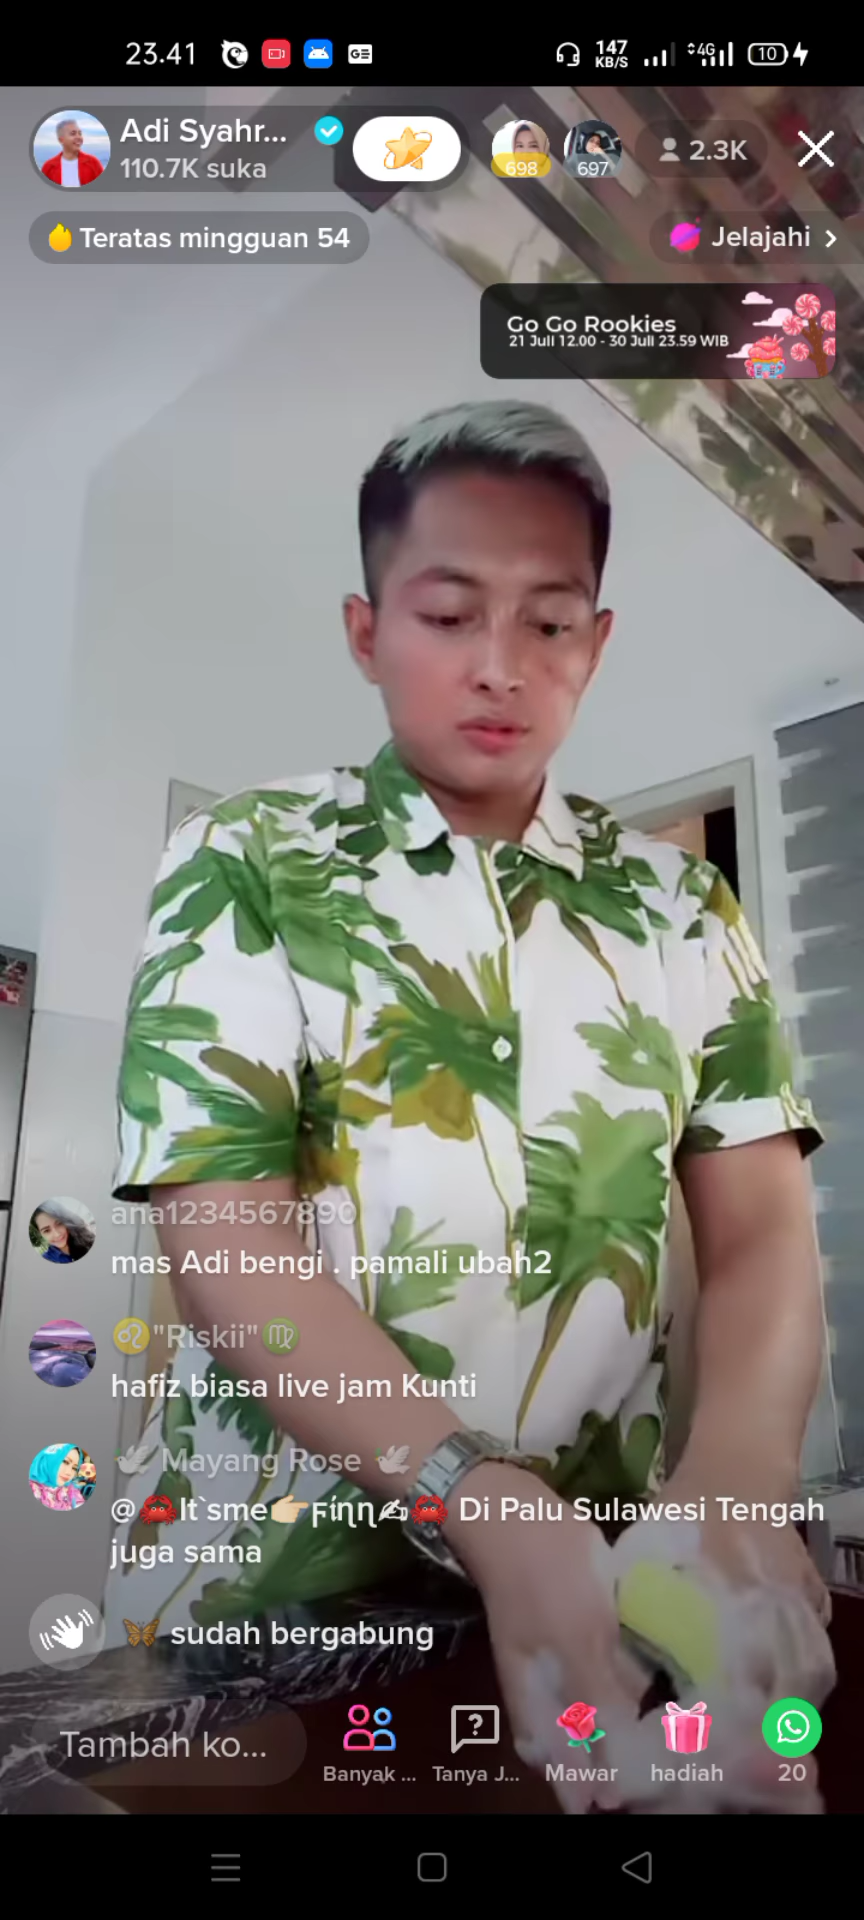 23.41
147
KB/S
4G
10
Adi Syahr...
110.7K suka
698
697
2.3K
Teratas mingguan 54
Jelajahi >
Go Go Rookies
21 Juli 12.00 - 30 Juli 23.59 WIB
ana1234567890
mas Adi bengi . pamali ubah2
♌"Riskii"♍
hafiz biasa live jam Kunti
🕊 Mayang Rose 🕊
@🦀It`sme👉🏼ϝíɳɳ✍🦀 Di Palu Sulawesi Tengah
juga sama
🦋 sudah bergabung
Tambah ko...
Banyak ...
Tanya J...
Mawar
hadiah
20